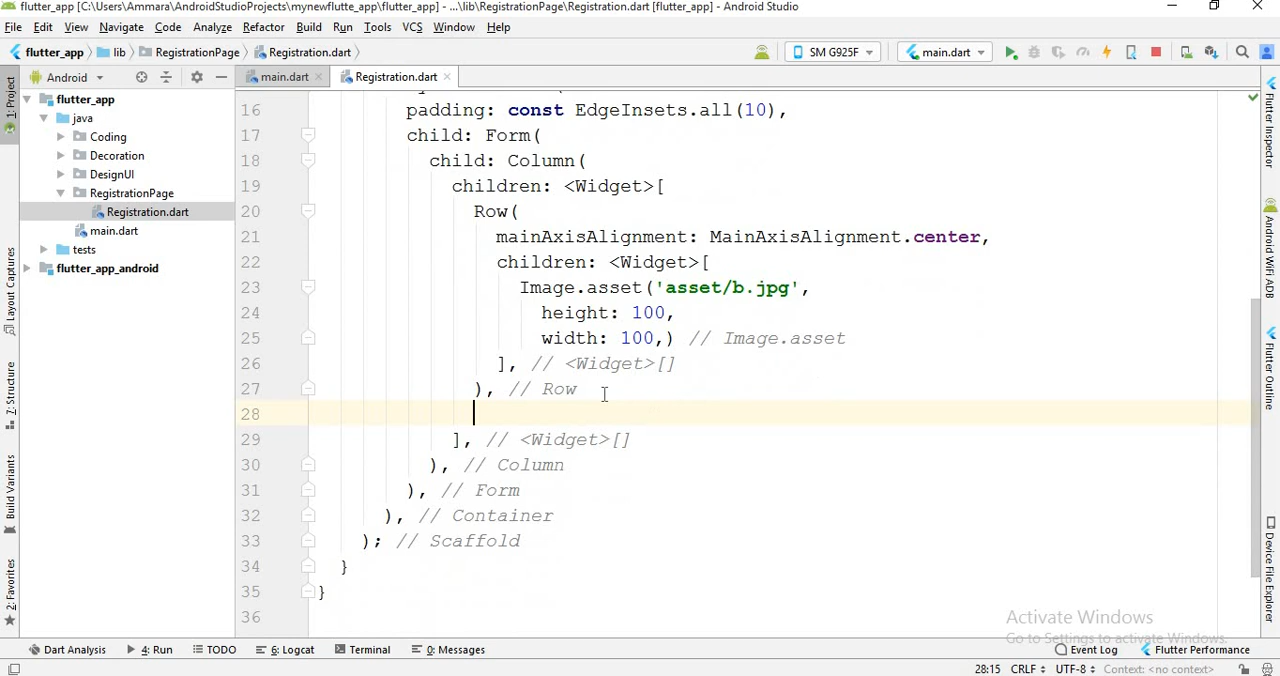 flutter_app [C:\Users\Ammara\AndroidStudioProjects\mynewflutte_app\flutter_app] - ...\lib\RegistrationPage\Registration.dart [flutter_app] - Android Studio
File Edit View Navigate Code Analyze Refactor Build Run Tools VCS Window Help
flutter_app lib RegistrationPage Registration.dart SM G925F main.dart
Android main.dart Registration.dart
1: Project
Layout Captures
7: Structure
Build Variants
2: Favorites
flutter_app
java
Coding
Decoration
DesignUI
RegistrationPage
Registration.dart
main.dart
tests
flutter_app_android
16 padding: const EdgeInsets.all(10),
17 child: Form(
18 child: Column(
19 children: <Widget>[
20 Row(
21 mainAxisAlignment: MainAxisAlignment.center,
22 children: <Widget>[
23 Image.asset('asset/b.jpg',
24 height: 100,
25 width: 100,) // Image.asset
26 ], // <Widget>[]
27 ), // Row
28
29 ], // <Widget>[]
30 ), // Column
31 ), // Form
32 ), // Container
33 ); // Scaffold
34 }
35 }
36
Flutter Inspector
Android WiFi ADB
Flutter Outline
Device File Explorer
Activate Windows
Go to Settings to activate Windows.
Dart Analysis 4: Run TODO 6: Logcat Terminal 0: Messages Event Log Flutter Performance
28:15 CRLF UTF-8 Context: <no context>